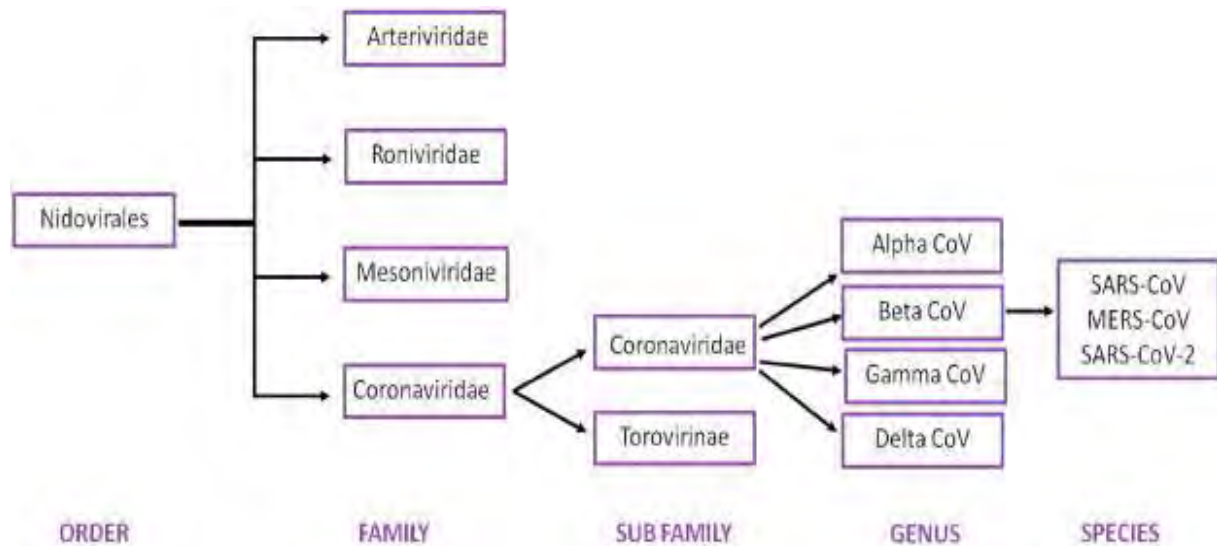 Arteriviridae
Roniviridae
Nidovirales
Mesoniviridae
Coronaviridae
Coronaviridae
Torovirinae
Alpha CoV
Beta CoV
Gamma CoV
Delta CoV
SARS-CoV
MERS-CoV
SARS-CoV-2
ORDER
FAMILY
SUB FAMILY
GENUS
SPECIES